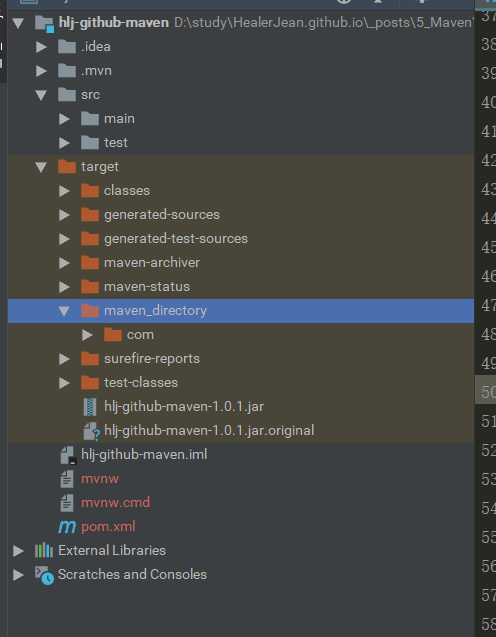 hlj-github-maven D:\study\HealerJean.github.io\_posts\5_Maven\
.idea
.mvn
src
main
test
target
classes
generated-sources
generated-test-sources
maven-archiver
maven-status
maven_directory
com
surefire-reports
test-classes
hlj-github-maven-1.0.1.jar
hlj-github-maven-1.0.1.jar.original
hlj-github-maven.iml
mvnw
mvnw.cmd
pom.xml
External Libraries
Scratches and Consoles
37
38
39
40
41
42
43
44
45
46
47
48
49
50
51
52
53
54
55
56
57
58